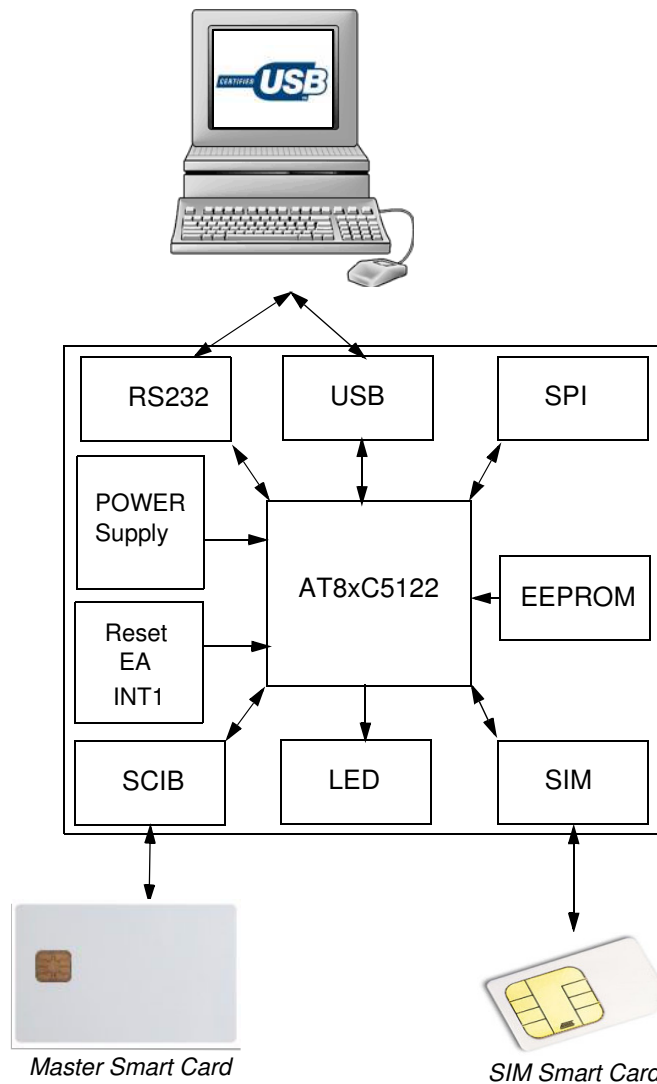 CERTIFIED USB
RS232
USB
SPI
POWER
Supply
AT8xC5122
EEPROM
Reset
EA
INT1
SCIB
LED
SIM
Master Smart Card
SIM Smart Card